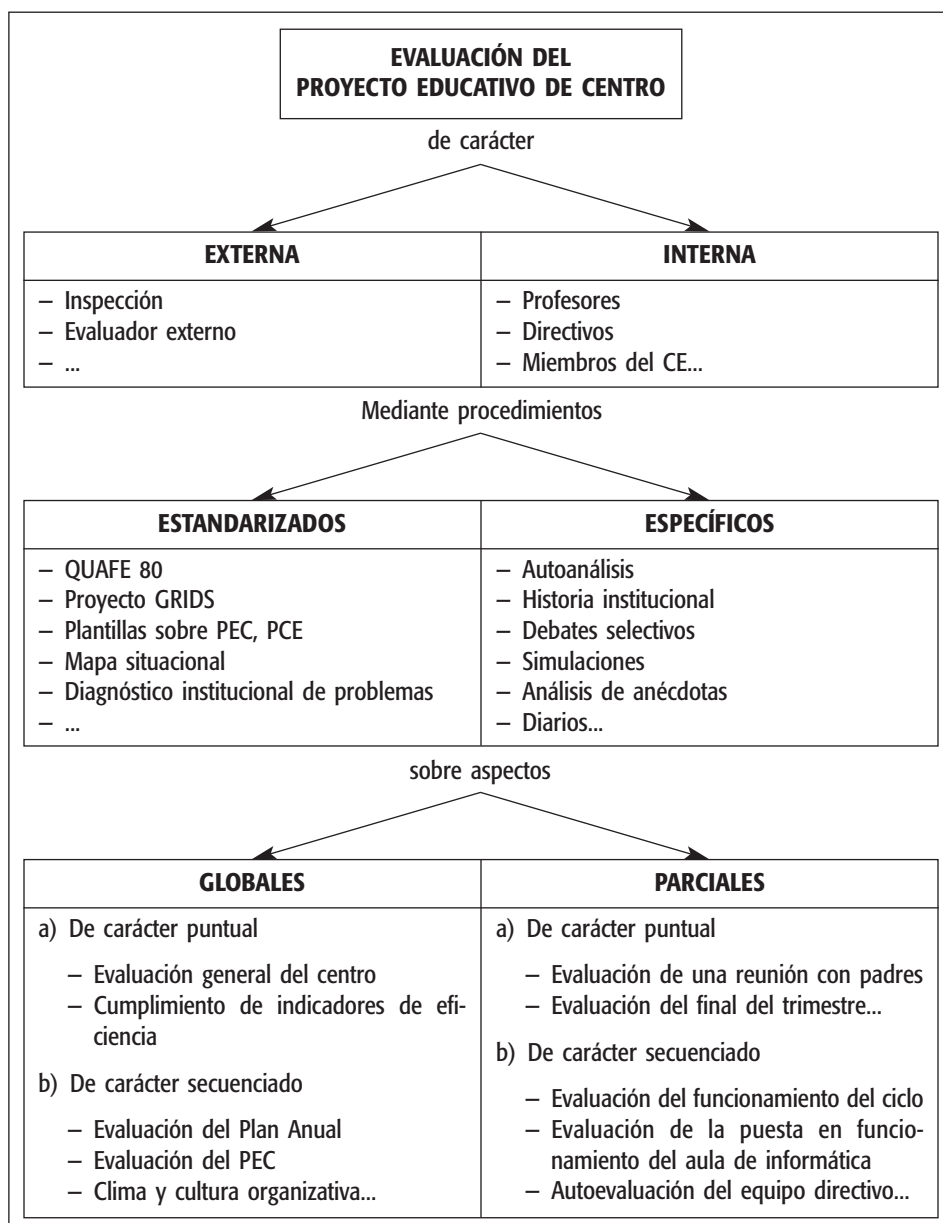 EVALUACIÓN DEL
PROYECTO EDUCATIVO DE CENTRO
de carácter
EXTERNA
– Inspección
– Evaluador externo
– ...
INTERNA
– Profesores
– Directivos
– Miembros del CE...
Mediante procedimientos
ESTANDARIZADOS
– QUAFE 80
– Proyecto GRIDS
– Plantillas sobre PEC, PCE
– Mapa situacional
– Diagnóstico institucional de problemas
– ...
ESPECÍFICOS
– Autoanálisis
– Historia institucional
– Debates selectivos
– Simulaciones
– Análisis de anécdotas
– Diarios...
sobre aspectos
GLOBALES
a) De carácter puntual
– Evaluación general del centro
– Cumplimiento de indicadores de efi-
ciencia
b) De carácter secuenciado
– Evaluación del Plan Anual
– Evaluación del PEC
– Clima y cultura organizativa...
PARCIALES
a) De carácter puntual
– Evaluación de una reunión con padres
– Evaluación del final del trimestre...
b) De carácter secuenciado
– Evaluación del funcionamiento del ciclo
– Evaluación de la puesta en funcio-
namiento del aula de informática
– Autoevaluación del equipo directivo...